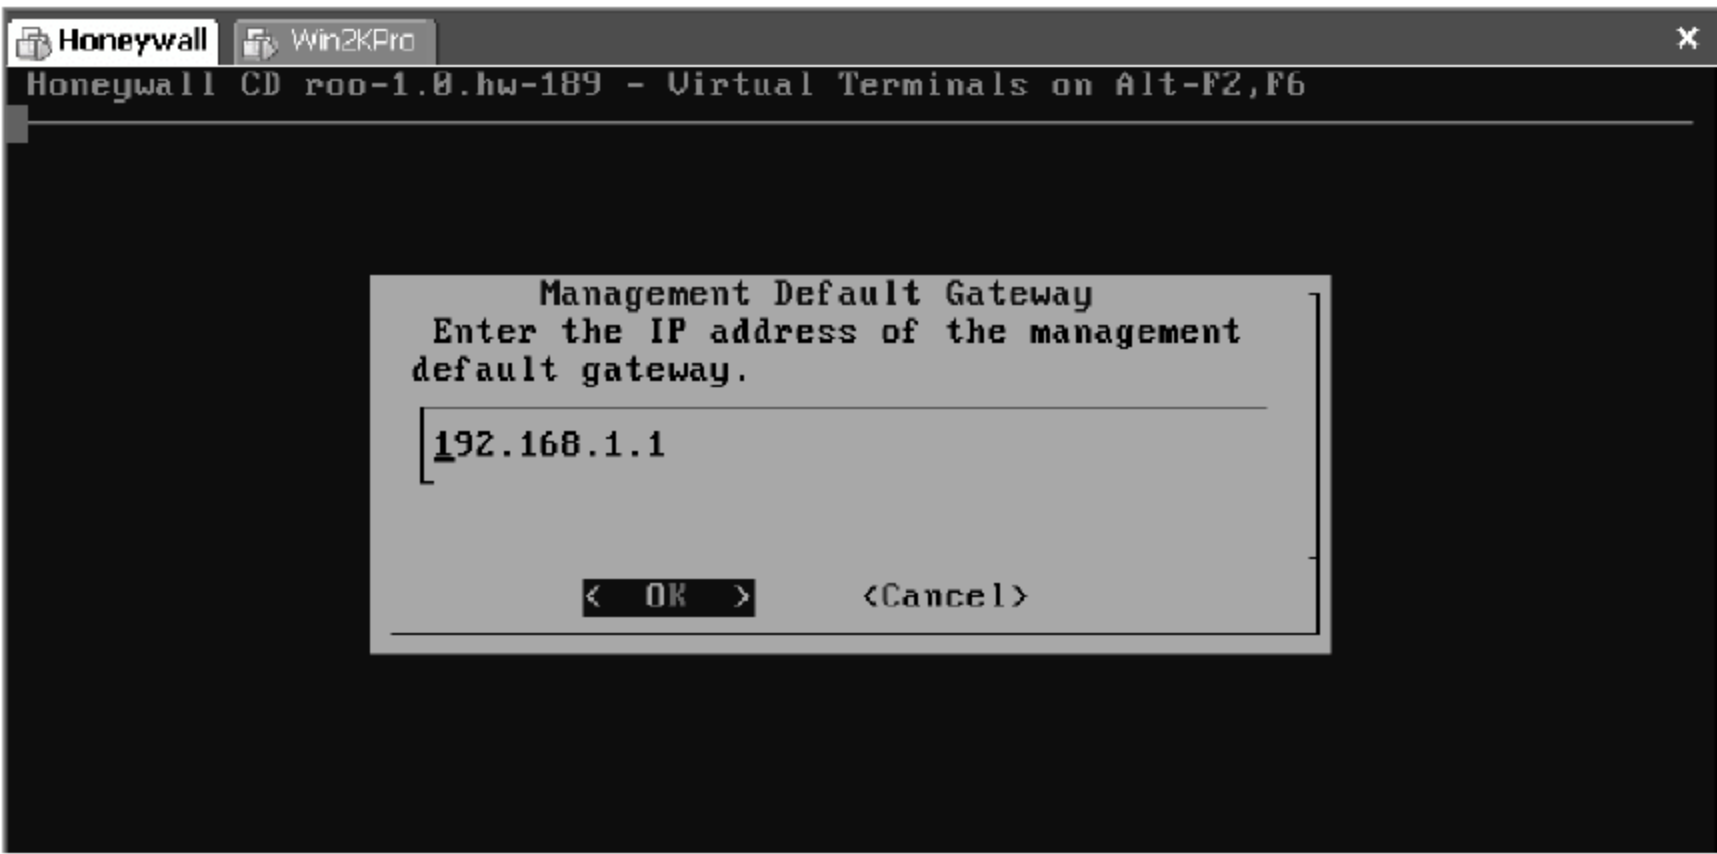 Honeywall Win2KPro
Honeywall CD roo-1.0.hw-189 - Virtual Terminals on Alt-F2,F6
Management Default Gateway
Enter the IP address of the management
default gateway.
192.168.1.1
< OK > <Cancel>